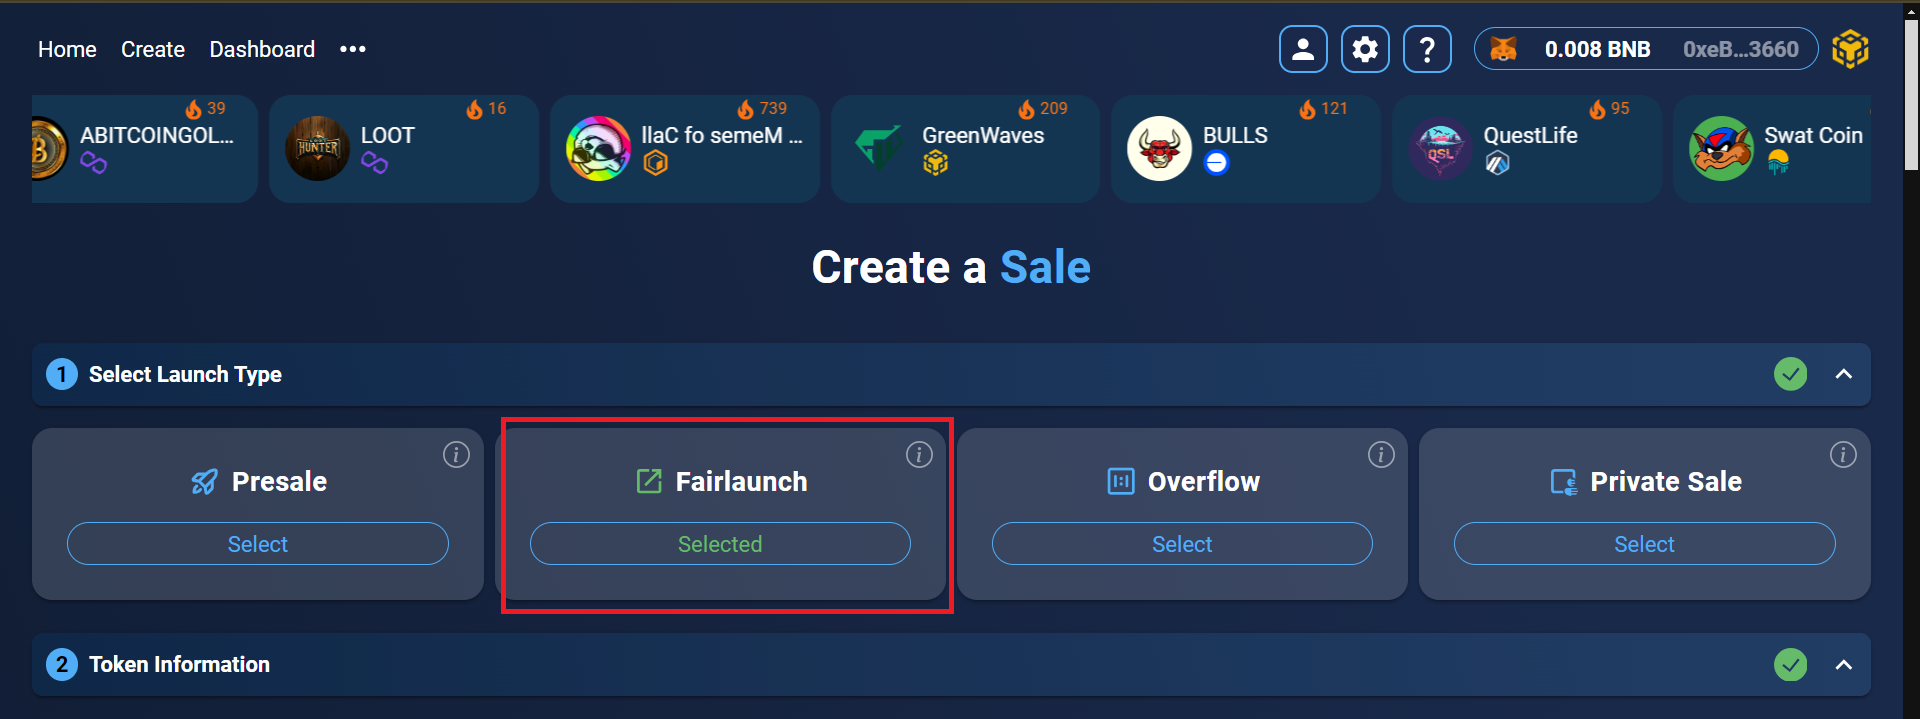 Home Create Dashboard •••
0.008 BNB 0xeB...3660
39
ABITCOINGOL...
16
LOOT
HUNTER
739
llaC fo semeM ...
209
GreenWaves
121
BULLS
95
QuestLife
QSL
Swat Coin
Create a Sale
1 Select Launch Type
Presale
Select
Fairlaunch
Selected
Overflow
Select
Private Sale
Select
2 Token Information